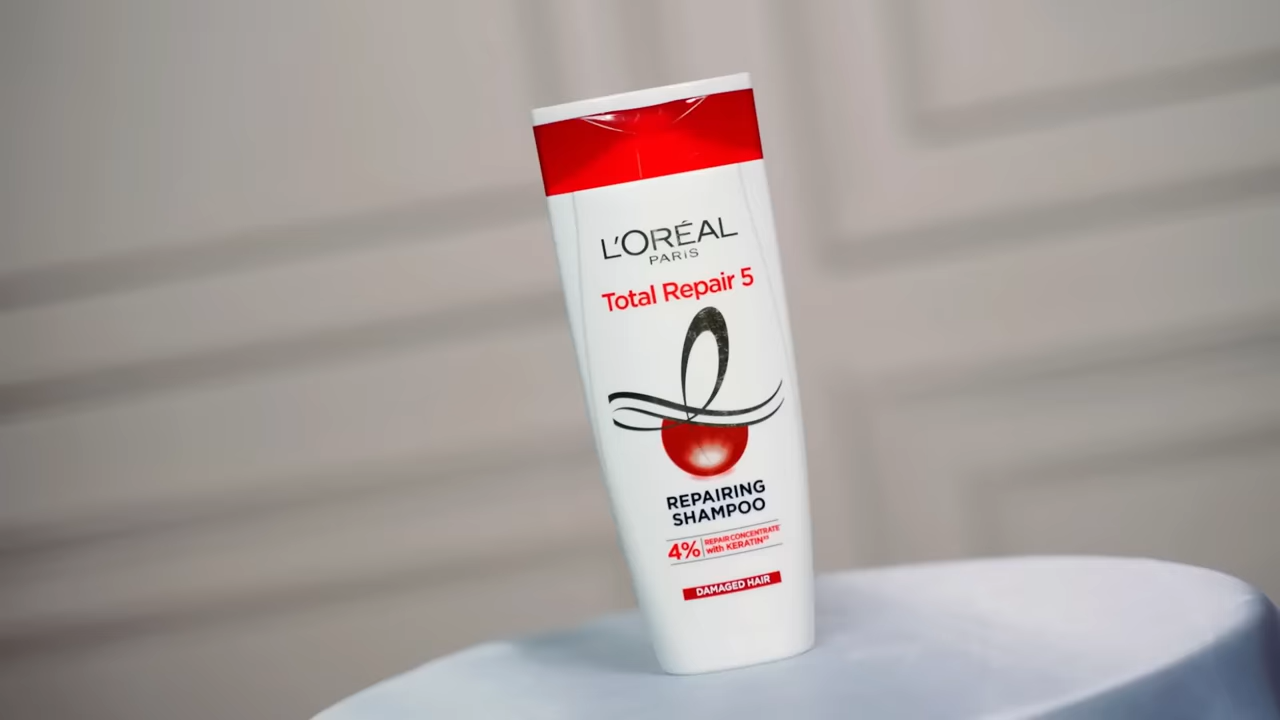 L'ORÉAL
PARIS
Total Repair 5
REPAIRING
SHAMPOO
4% REPAIR CONCENTRATE
with KERATIN
DAMAGED HAIR